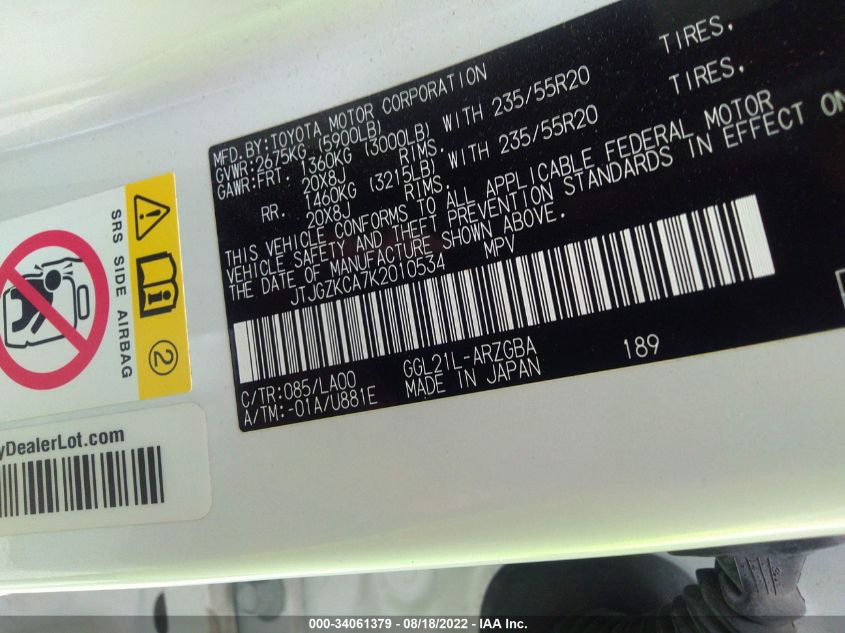 MFD.BY:TOYOTA MOTOR CORPORATION
GVWR:2675KG (5900LB)
GAWR:FRT. 1360KG (3000LB) WITH 235/55R20 TIRES.
20X8J RIMS.
RR. 1460KG (3215LB) WITH 235/55R20 TIRES.
20X8J RIMS.
THIS VEHICLE CONFORMS TO ALL APPLICABLE FEDERAL MOTOR
VEHICLE SAFETY AND THEFT PREVENTION STANDARDS IN EFFECT ON
THE DATE OF MANUFACTURE SHOWN ABOVE.
JTJGZKCA7K2010534 MPV
C/TR:085/LA00 GGL21L-ARZGBA 189
A/TM:-01A/U881E MADE IN JAPAN
SRS SIDE AIRBAG
2
yDealerLot.com
000-34061379 — 08/18/2022 - IAA Inc.